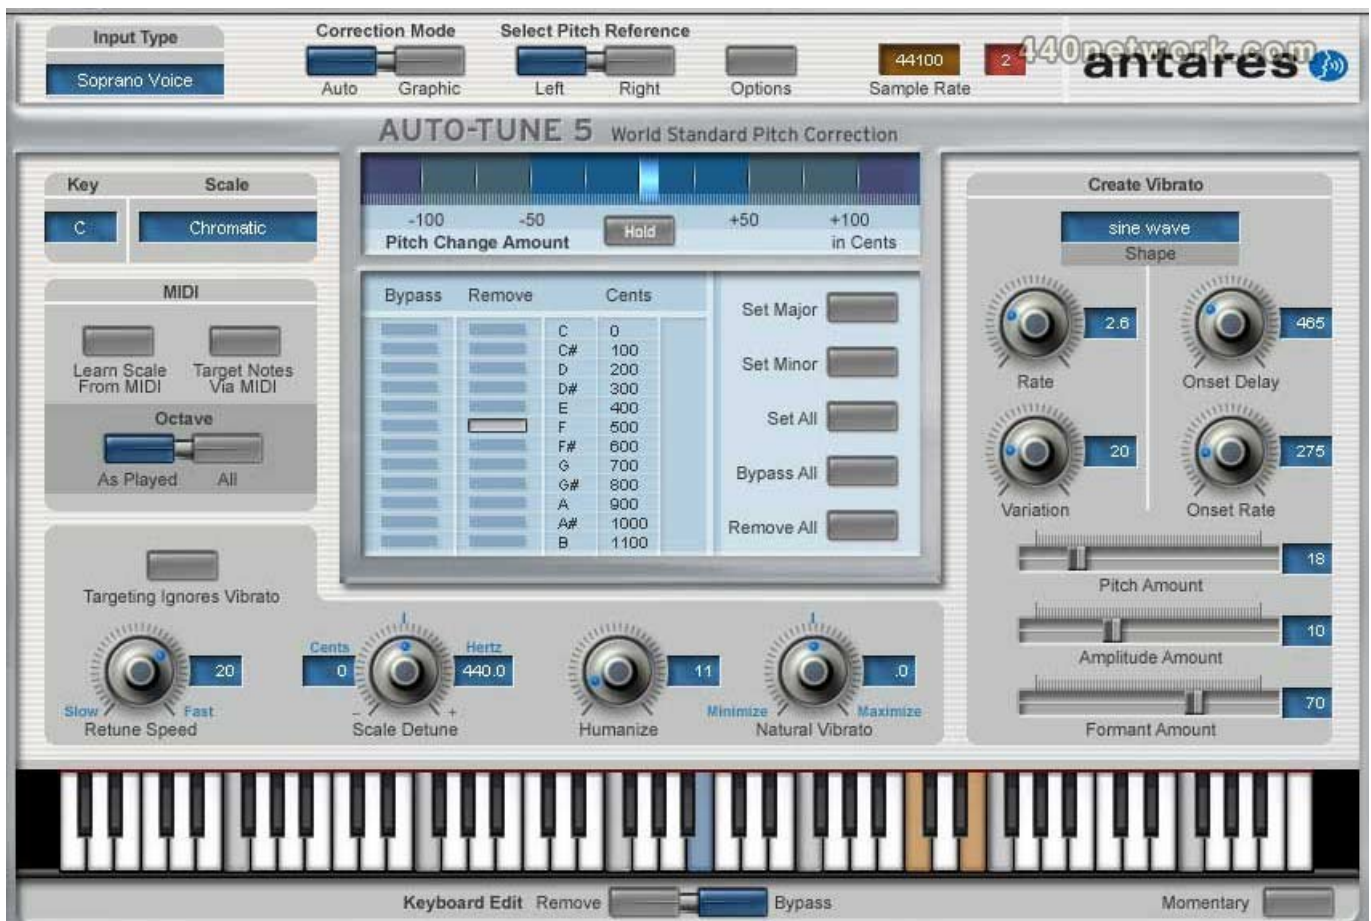 Input Type
Soprano Voice
Correction Mode
Auto Graphic
Select Pitch Reference
Left Right
Options
44100
Sample Rate
2
440network.com
antares
AUTO-TUNE 5 World Standard Pitch Correction
Key Scale
C Chromatic
-100 -50 Hold +50 +100
Pitch Change Amount in Cents
MIDI
Learn Scale From MIDI
Target Notes Via MIDI
Octave
As Played All
Bypass Remove Cents
C 0
C# 100
D 200
D# 300
E 400
F 500
F# 600
G 700
G# 800
A 900
A# 1000
B 1100
Set Major
Set Minor
Set All
Bypass All
Remove All
Create Vibrato
sine wave
Shape
2.6 465
Rate Onset Delay
20 275
Variation Onset Rate
18
Pitch Amount
10
Amplitude Amount
70
Formant Amount
Targeting Ignores Vibrato
20
Slow Fast
Retune Speed
Cents Hertz
0 440.0
- +
Scale Detune
11
Humanize
.0
Minimize Maximize
Natural Vibrato
Keyboard Edit Remove Bypass
Momentary